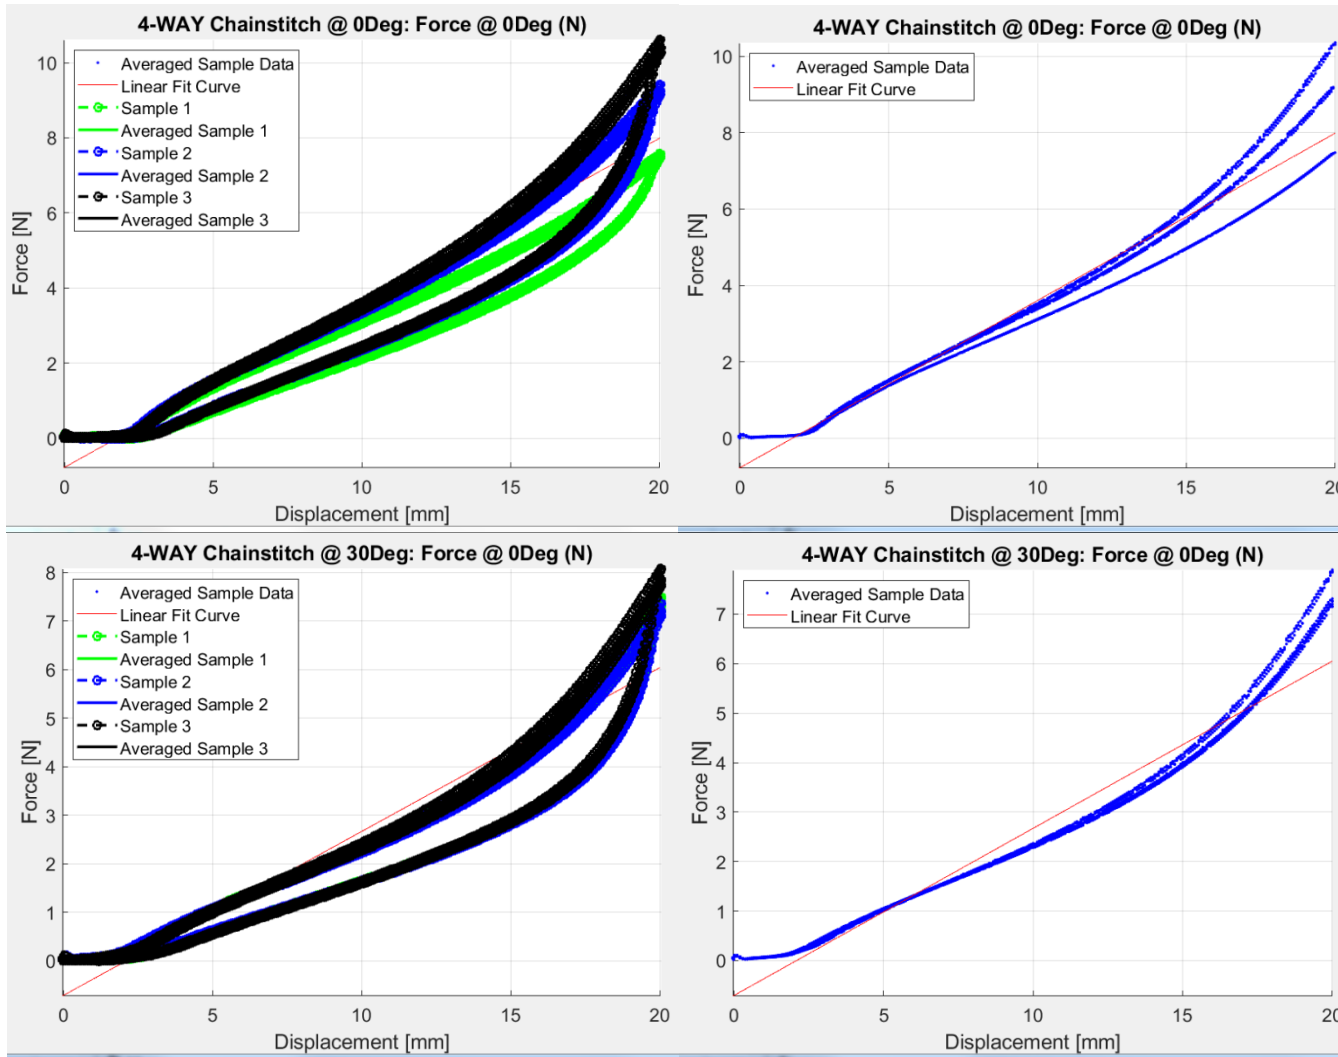 4-WAY Chainstitch @ 0Deg: Force @ 0Deg (N)
Averaged Sample Data
Linear Fit Curve
Sample 1
Averaged Sample 1
Sample 2
Averaged Sample 2
Sample 3
Averaged Sample 3
Force [N]
10
8
6
4
2
0
0 5 10 15 20
Displacement [mm]
4-WAY Chainstitch @ 0Deg: Force @ 0Deg (N)
Averaged Sample Data
Linear Fit Curve
Force [N]
10
8
6
4
2
0
0 5 10 15 20
Displacement [mm]
4-WAY Chainstitch @ 30Deg: Force @ 0Deg (N)
Averaged Sample Data
Linear Fit Curve
Sample 1
Averaged Sample 1
Sample 2
Averaged Sample 2
Sample 3
Averaged Sample 3
Force [N]
8
7
6
5
4
3
2
1
0
0 5 10 15 20
Displacement [mm]
4-WAY Chainstitch @ 30Deg: Force @ 0Deg (N)
Averaged Sample Data
Linear Fit Curve
Force [N]
7
6
5
4
3
2
1
0
0 5 10 15 20
Displacement [mm]